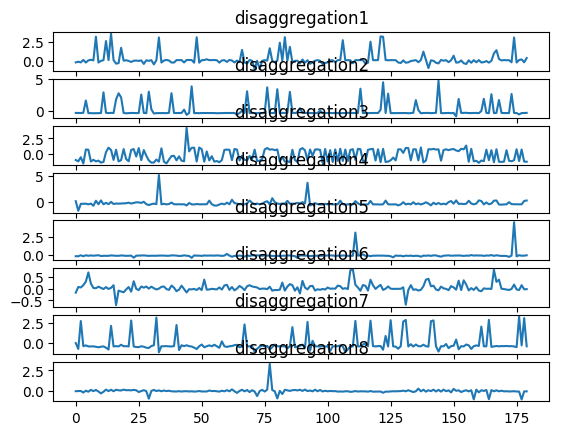 disaggregation1
2.5
0.0
disaggregation2
5
0
disaggregation3
2.5
0.0
disaggregation4
5
0
disaggregation5
2.5
0.0
disaggregation6
0.5
0.0
−0.5
disaggregation7
2.5
0.0
disaggregation8
2.5
0.0
0 25 50 75 100 125 150 175